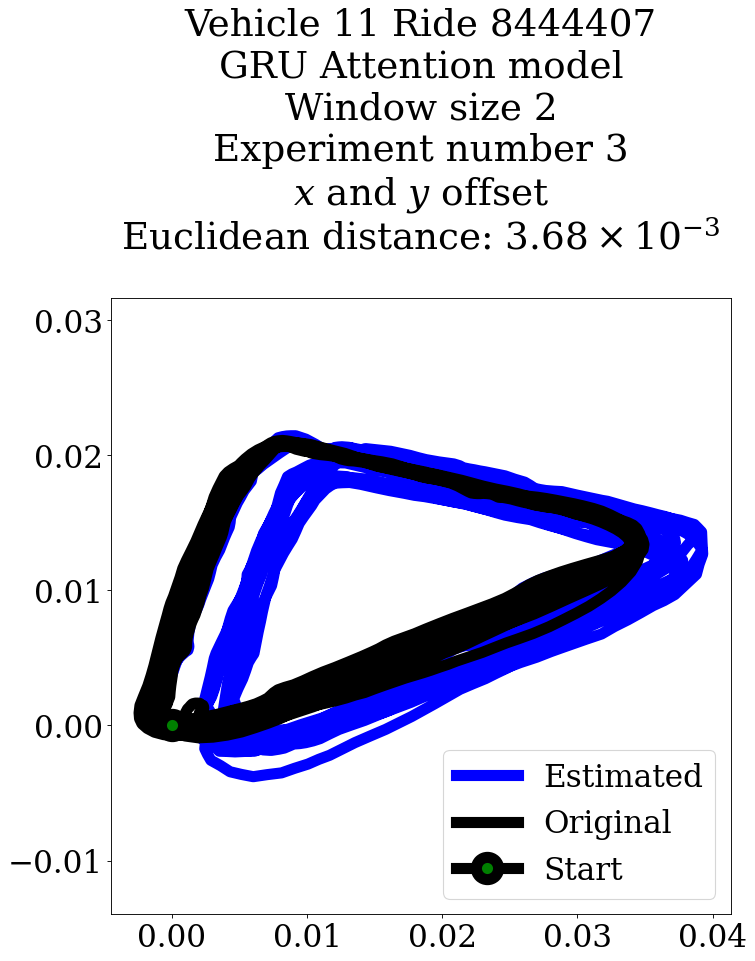 Vehicle 11 Ride 8444407
GRU Attention model
Window size 2
Experiment number 3
x and y offset
Euclidean distance: 3.68 × 10⁻³
0.03
0.02
0.01
0.00
−0.01
Estimated
Original
Start
0.00 0.01 0.02 0.03 0.04